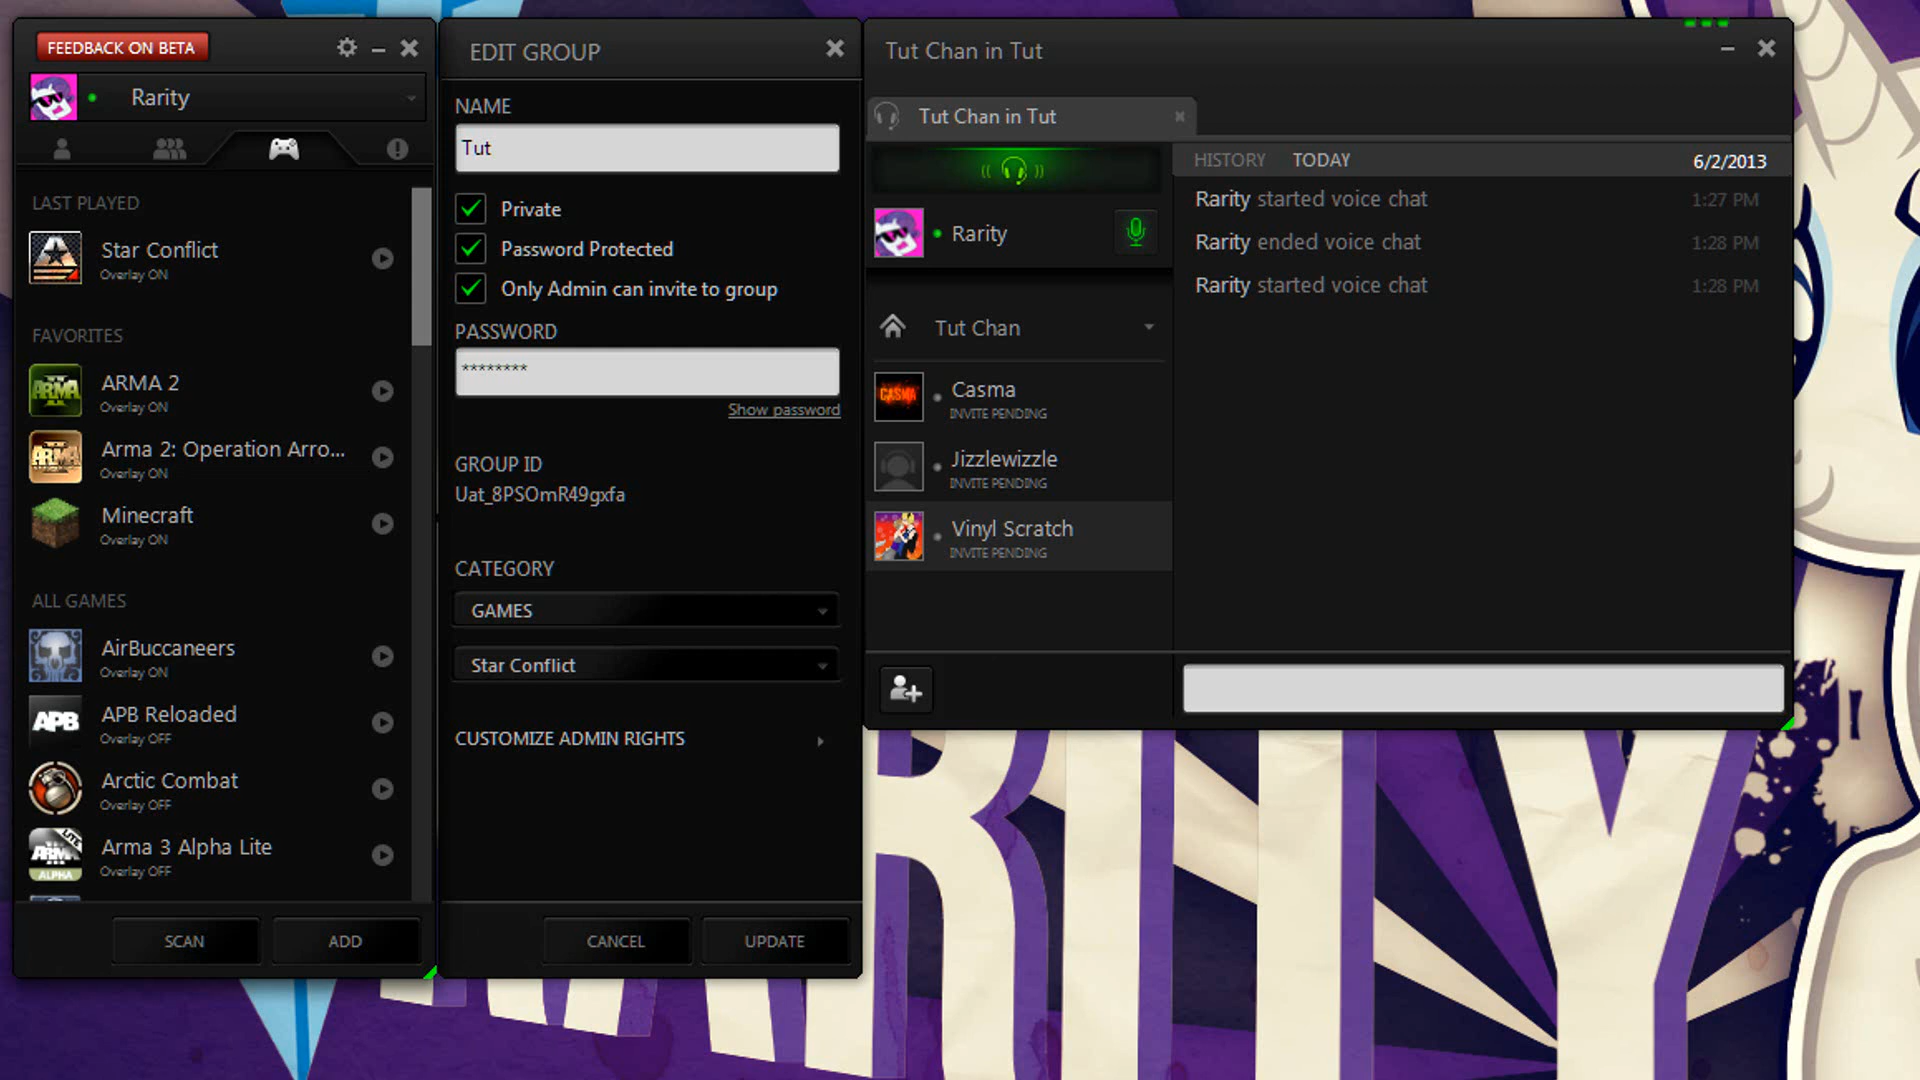 FEEDBACK ON BETA
Rarity
LAST PLAYED
Star Conflict
Overlay ON
FAVORITES
ARMA 2
Overlay ON
Arma 2: Operation Arro...
Overlay ON
Minecraft
Overlay ON
ALL GAMES
AirBuccaneers
Overlay ON
APB
APB Reloaded
Overlay OFF
Arctic Combat
Overlay OFF
Arma 3 Alpha Lite
Overlay OFF
SCAN
ADD
EDIT GROUP
NAME
Tut
Private
Password Protected
Only Admin can invite to group
PASSWORD
********
Show password
GROUP ID
Uat_8PSOmR49gxfa
CATEGORY
GAMES
Star Conflict
CUSTOMIZE ADMIN RIGHTS
CANCEL
UPDATE
Tut Chan in Tut
Tut Chan in Tut
Rarity
Tut Chan
CASMA
Casma
INVITE PENDING
Jizzlewizzle
INVITE PENDING
Vinyl Scratch
INVITE PENDING
HISTORY TODAY 6/2/2013
Rarity started voice chat 1:27 PM
Rarity ended voice chat 1:28 PM
Rarity started voice chat 1:28 PM